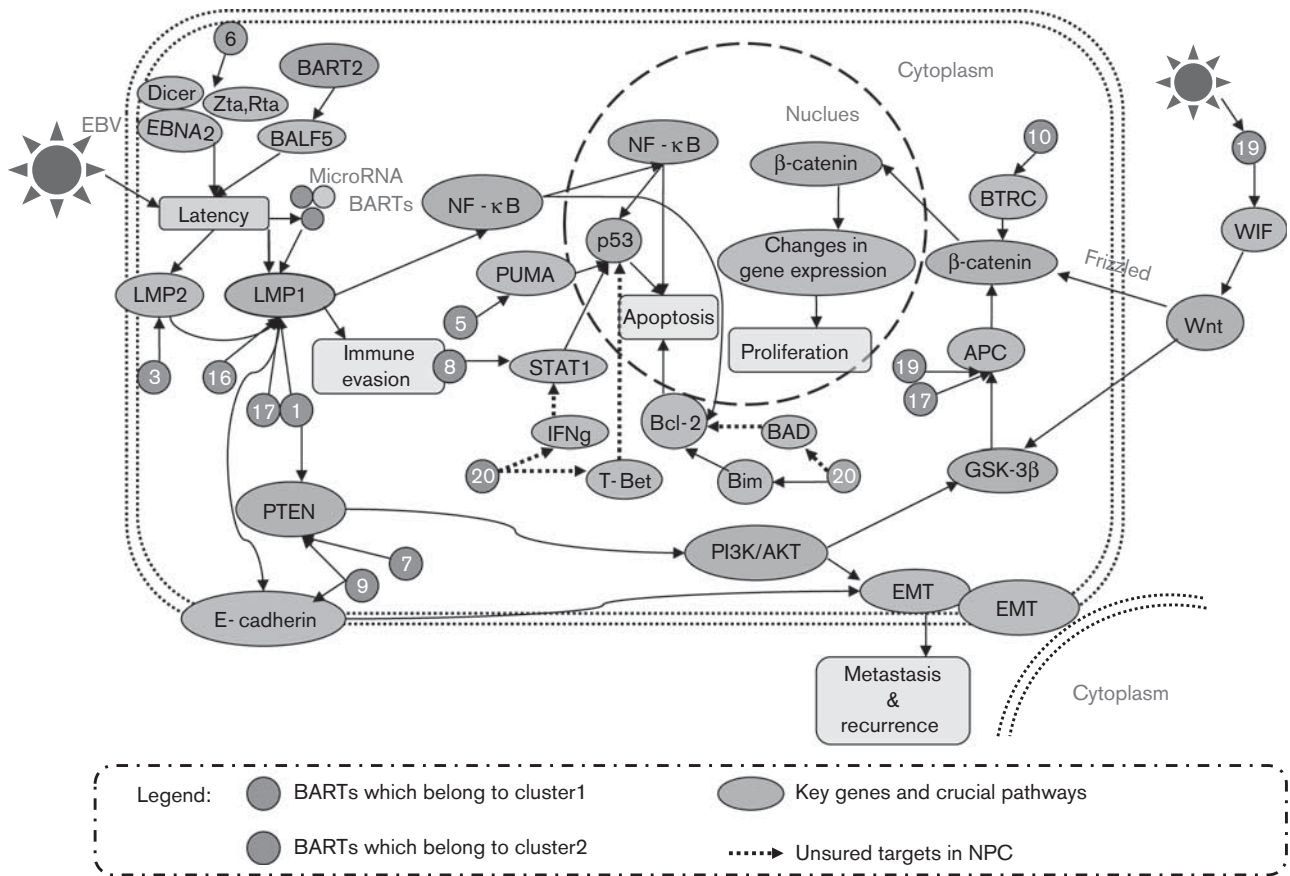 6
BART2
Dicer
Zta,Rta
EBNA2
BALF5
EBV
MicroRNA
BARTs
Latency
LMP2
LMP1
3
16
17
1
Immune
evasion
8
NF - κB
PUMA
5
STAT1
IFNg
20
T- Bet
Cytoplasm
Nuclues
NF - κB
p53
Apoptosis
β-catenin
Changes in
gene expression
Proliferation
Bcl-2
BAD
Bim
20
10
BTRC
β-catenin
Frizzled
19
WIF
Wnt
APC
19
17
GSK-3β
PTEN
7
9
PI3K/AKT
E- cadherin
EMT
EMT
Metastasis
&
recurrence
Cytoplasm
Legend:
BARTs which belong to cluster1
Key genes and crucial pathways
BARTs which belong to cluster2
Unsured targets in NPC